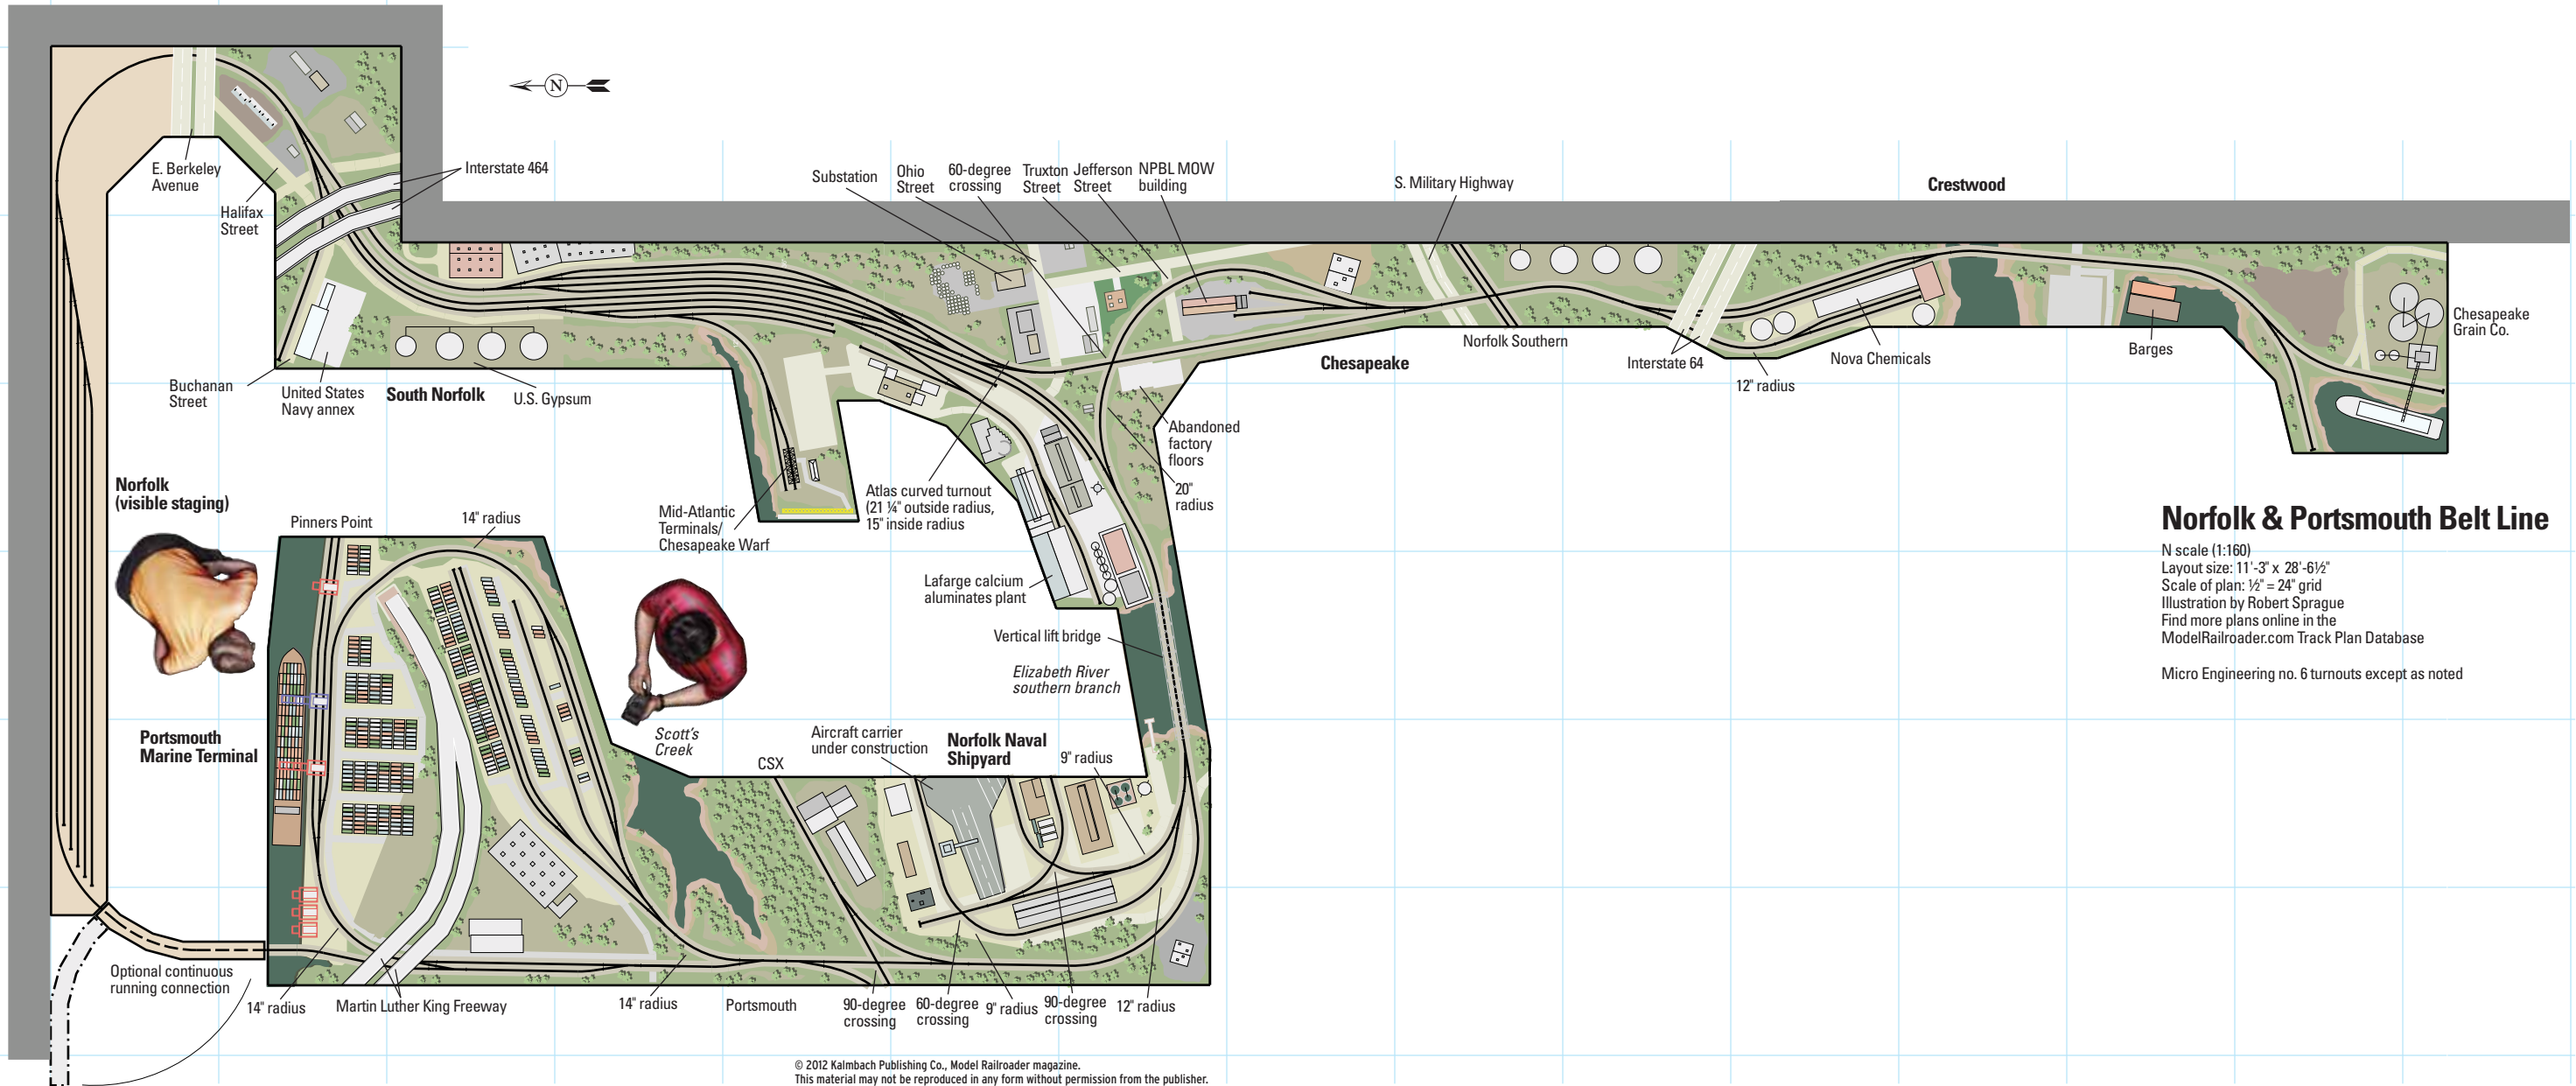 N
E. Berkeley
Avenue
Halifax
Street
Interstate 464
Substation
Ohio
Street
60-degree
crossing
Truxton
Street
Jefferson
Street
NPBL MOW
building
S. Military Highway
Crestwood
Chesapeake
Grain Co.
Barges
Nova Chemicals
12" radius
Interstate 64
Norfolk Southern
Chesapeake
Buchanan
Street
United States
Navy annex
South Norfolk
U.S. Gypsum
Abandoned
factory
floors
20"
radius
Atlas curved turnout
(21 ¼" outside radius,
15" inside radius
Mid-Atlantic
Terminals/
Chesapeake Warf
Norfolk
(visible staging)
Pinners Point
14" radius
Lafarge calcium
aluminates plant
Vertical lift bridge
Elizabeth River
southern branch
Norfolk & Portsmouth Belt Line
N scale (1:160)
Layout size: 11'-3" x 28'-6½"
Scale of plan: ½" = 24" grid
Illustration by Robert Sprague
Find more plans online in the
ModelRailroader.com Track Plan Database
Micro Engineering no. 6 turnouts except as noted
Portsmouth
Marine Terminal
Scott's
Creek
CSX
Aircraft carrier
under construction
Norfolk Naval
Shipyard
9" radius
Optional continuous
running connection
14" radius
Martin Luther King Freeway
14" radius
Portsmouth
90-degree
crossing
60-degree
crossing
9" radius
90-degree
crossing
12" radius
© 2012 Kalmbach Publishing Co., Model Railroader magazine.
This material may not be reproduced in any form without permission from the publisher.